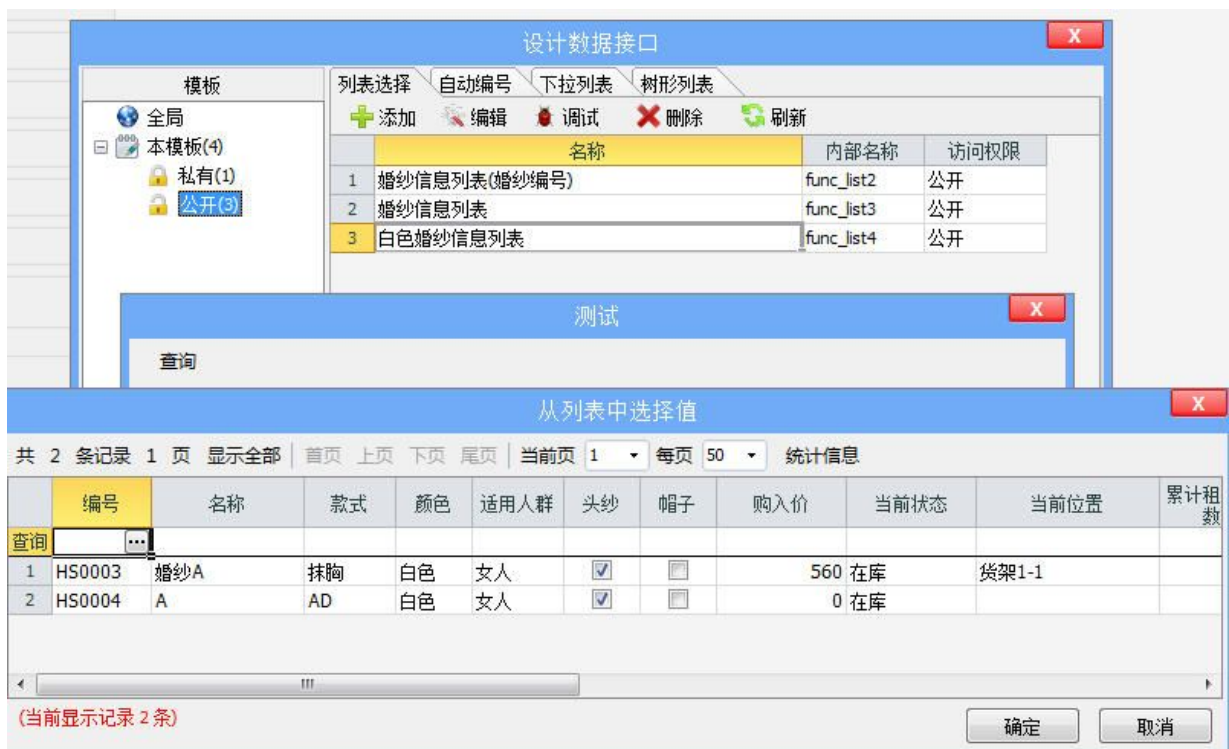 设计数据接口
X
模板
列表选择 自动编号 下拉列表 树形列表
全局
添加 编辑 调试 删除 刷新
本模板(4)
名称 内部名称 访问权限
私有(1)
1 婚纱信息列表(婚纱编号) func_list2 公开
公开(3)
2 婚纱信息列表 func_list3 公开
3 白色婚纱信息列表 func_list4 公开
测试
X
查询
从列表中选择值
X
共 2 条记录 1 页 显示全部 首页 上页 下页 尾页 当前页 1 每页 50 统计信息
编号 名称 款式 颜色 适用人群 头纱 帽子 购入价 当前状态 当前位置 累计租
数
查询 ...
1 HS0003 婚纱A 抹胸 白色 女人 560 在库 货架1-1
2 HS0004 A AD 白色 女人 0 在库
(当前显示记录 2 条)
确定 取消